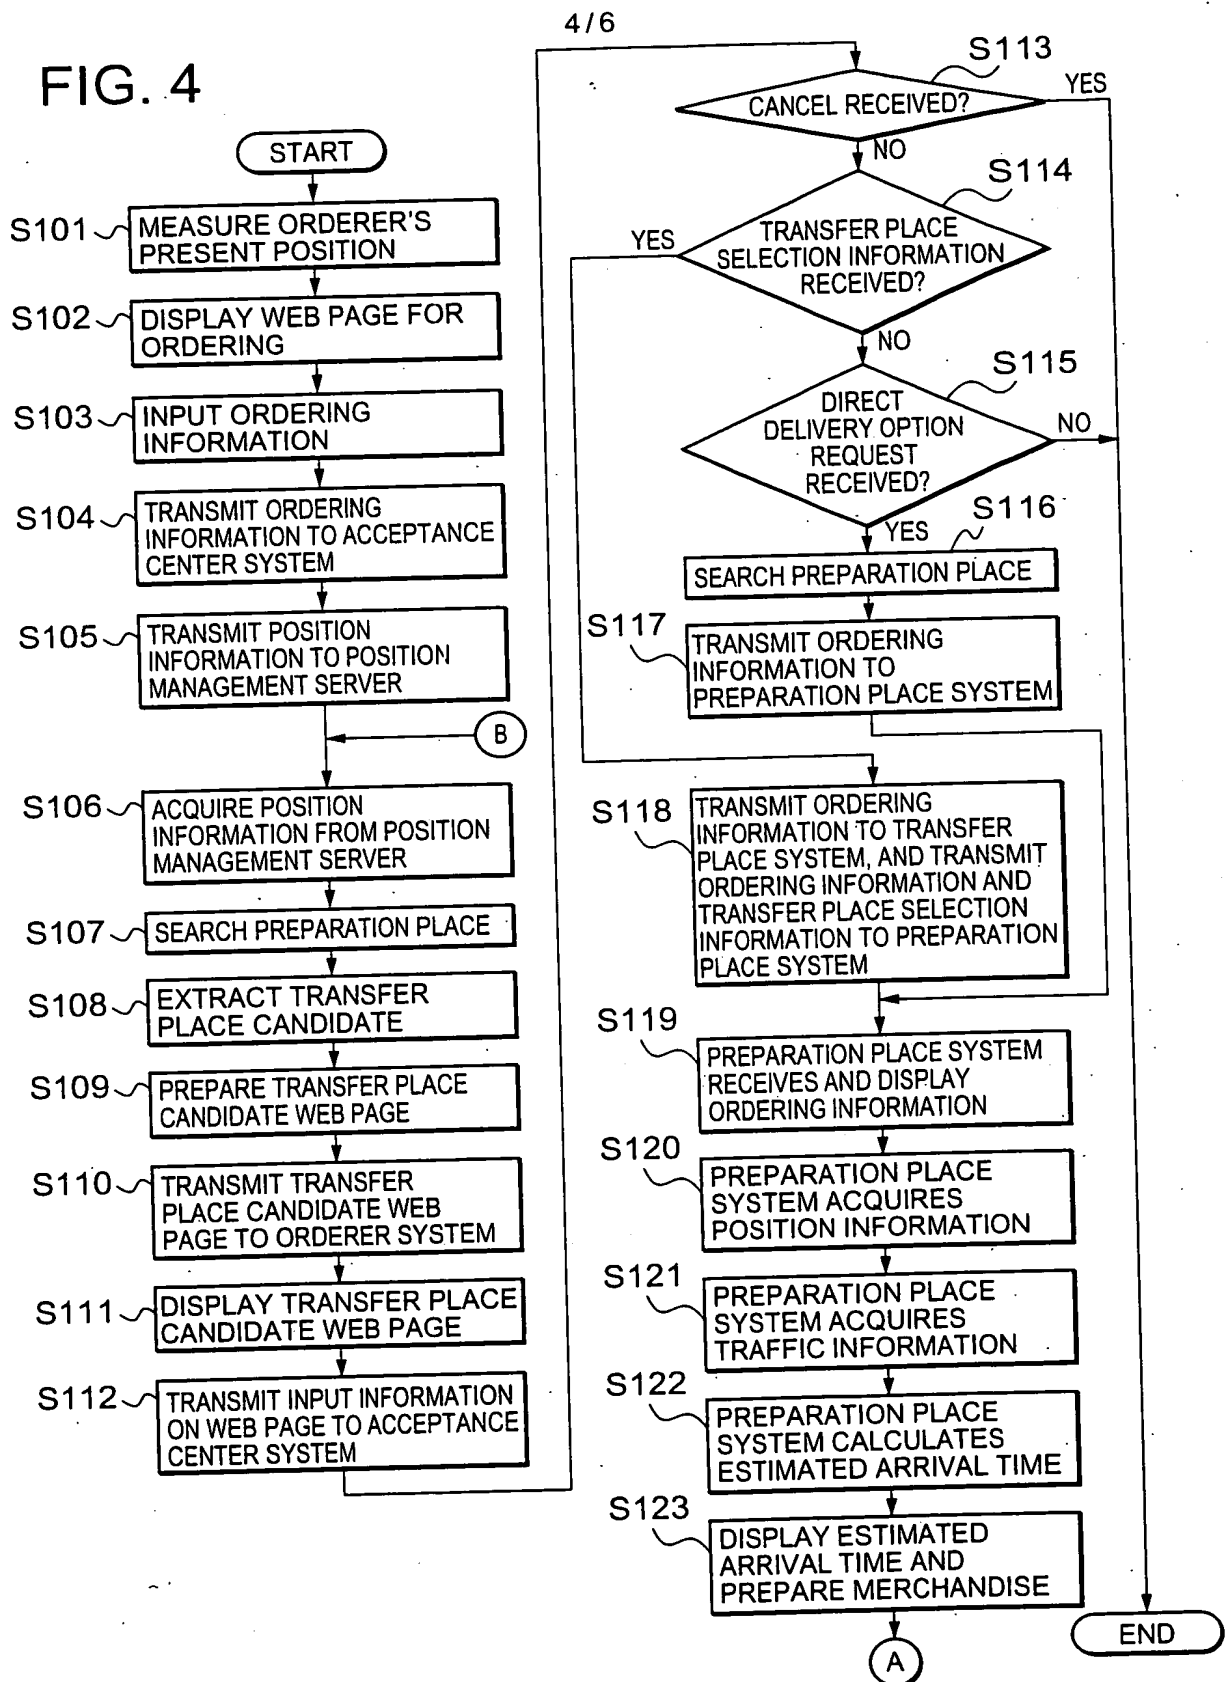 4/6
FIG. 4
START
S101
MEASURE ORDERER'S
PRESENT POSITION
S102
DISPLAY WEB PAGE FOR
ORDERING
S103
INPUT ORDERING
INFORMATION
S104
TRANSMIT ORDERING
INFORMATION TO ACCEPTANCE
CENTER SYSTEM
S105
TRANSMIT POSITION
INFORMATION TO POSITION
MANAGEMENT SERVER
B
S106
ACQUIRE POSITION
INFORMATION FROM POSITION
MANAGEMENT SERVER
S107
SEARCH PREPARATION PLACE
S108
EXTRACT TRANSFER
PLACE CANDIDATE
S109
PREPARE TRANSFER PLACE
CANDIDATE WEB PAGE
S110
TRANSMIT TRANSFER
PLACE CANDIDATE WEB
PAGE TO ORDERER SYSTEM
S111
DISPLAY TRANSFER PLACE
CANDIDATE WEB PAGE
S112
TRANSMIT INPUT INFORMATION
ON WEB PAGE TO ACCEPTANCE
CENTER SYSTEM
S113
CANCEL RECEIVED?
YES
NO
S114
TRANSFER PLACE
SELECTION INFORMATION
RECEIVED?
YES
NO
S115
DIRECT
DELIVERY OPTION
REQUEST
RECEIVED?
NO
YES
S116
SEARCH PREPARATION PLACE
S117
TRANSMIT ORDERING
INFORMATION TO
PREPARATION PLACE SYSTEM
S118
TRANSMIT ORDERING
INFORMATION TO TRANSFER
PLACE SYSTEM, AND TRANSMIT
ORDERING INFORMATION AND
TRANSFER PLACE SELECTION
INFORMATION TO PREPARATION
PLACE SYSTEM
S119
PREPARATION PLACE SYSTEM
RECEIVES AND DISPLAY
ORDERING INFORMATION
S120
PREPARATION PLACE
SYSTEM ACQUIRES
POSITION INFORMATION
S121
PREPARATION PLACE
SYSTEM ACQUIRES
TRAFFIC INFORMATION
S122
PREPARATION PLACE
SYSTEM CALCULATES
ESTIMATED ARRIVAL TIME
S123
DISPLAY ESTIMATED
ARRIVAL TIME AND
PREPARE MERCHANDISE
A
END